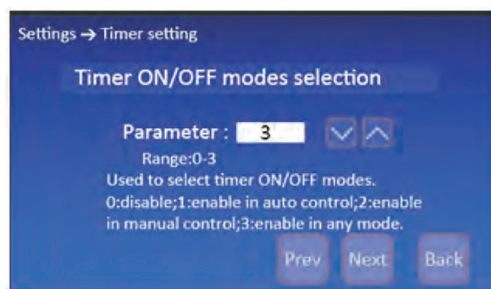 Settings → Timer setting
Timer ON/OFF modes selection
Parameter : 3
Range:0-3
Used to select timer ON/OFF modes.
0:disable;1:enable in auto control;2:enable
in manual control;3:enable in any mode.
Prev Next Back